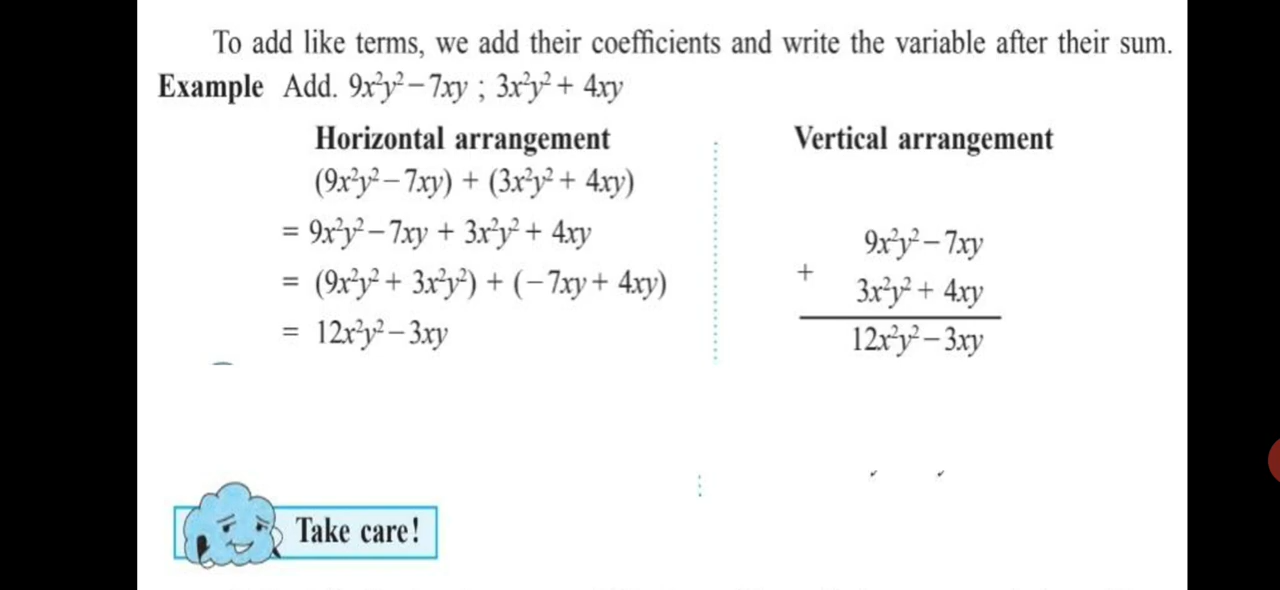 To add like terms, we add their coefficients and write the variable after their sum.
Example Add. 9x²y² – 7xy ; 3x²y² + 4xy
Horizontal arrangement
(9x²y² – 7xy) + (3x²y² + 4xy)
= 9x²y² – 7xy + 3x²y² + 4xy
= (9x²y² + 3x²y²) + (– 7xy + 4xy)
= 12x²y² – 3xy
Vertical arrangement
9x²y² – 7xy
+
3x²y² + 4xy
12x²y² – 3xy
Take care!